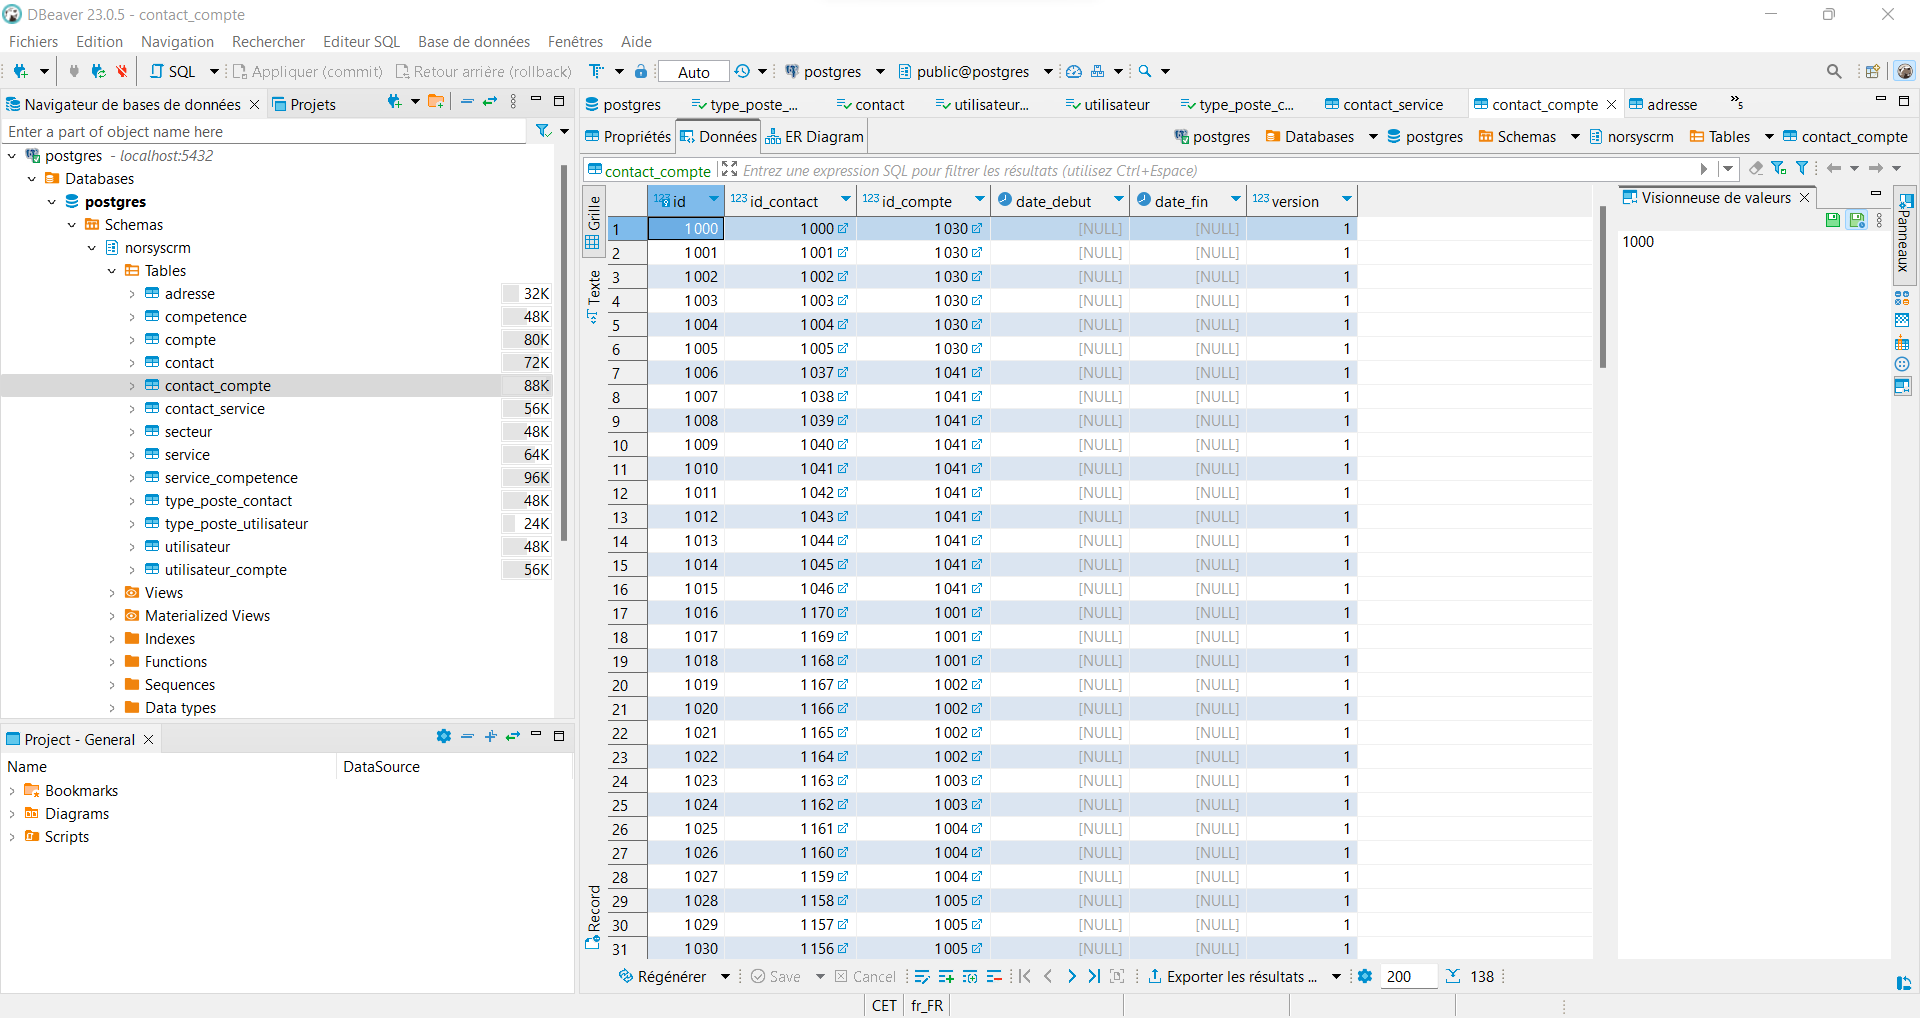 DBeaver 23.0.5 - contact_compte
Fichiers Edition Navigation Rechercher Editeur SQL Base de données Fenêtres Aide
SQL Appliquer (commit) Retour arrière (rollback) Auto postgres public@postgres
Navigateur de bases de données Projets
Enter a part of object name here
postgres - localhost:5432
Databases
postgres
Schemas
norsyscrm
Tables
adresse 32K
competence 48K
compte 80K
contact 72K
contact_compte 88K
contact_service 56K
secteur 48K
service 64K
service_competence 96K
type_poste_contact 48K
type_poste_utilisateur 24K
utilisateur 48K
utilisateur_compte 56K
Views
Materialized Views
Indexes
Functions
Sequences
Data types
Project - General
Name DataSource
Bookmarks
Diagrams
Scripts
postgres type_poste_... contact utilisateur... utilisateur type_poste_c... contact_service contact_compte adresse »5
Propriétés Données ER Diagram postgres Databases postgres Schemas norsyscrm Tables contact_compte
contact_compte Entrez une expression SQL pour filtrer les résultats (utilisez Ctrl+Espace)
Grille
Texte
Record
123 id 123 id_contact 123 id_compte date_debut date_fin 123 version
1 1 000 1 000 1 030 [NULL] [NULL] 1
2 1 001 1 001 1 030 [NULL] [NULL] 1
3 1 002 1 002 1 030 [NULL] [NULL] 1
4 1 003 1 003 1 030 [NULL] [NULL] 1
5 1 004 1 004 1 030 [NULL] [NULL] 1
6 1 005 1 005 1 030 [NULL] [NULL] 1
7 1 006 1 037 1 041 [NULL] [NULL] 1
8 1 007 1 038 1 041 [NULL] [NULL] 1
9 1 008 1 039 1 041 [NULL] [NULL] 1
10 1 009 1 040 1 041 [NULL] [NULL] 1
11 1 010 1 041 1 041 [NULL] [NULL] 1
12 1 011 1 042 1 041 [NULL] [NULL] 1
13 1 012 1 043 1 041 [NULL] [NULL] 1
14 1 013 1 044 1 041 [NULL] [NULL] 1
15 1 014 1 045 1 041 [NULL] [NULL] 1
16 1 015 1 046 1 041 [NULL] [NULL] 1
17 1 016 1 170 1 001 [NULL] [NULL] 1
18 1 017 1 169 1 001 [NULL] [NULL] 1
19 1 018 1 168 1 001 [NULL] [NULL] 1
20 1 019 1 167 1 002 [NULL] [NULL] 1
21 1 020 1 166 1 002 [NULL] [NULL] 1
22 1 021 1 165 1 002 [NULL] [NULL] 1
23 1 022 1 164 1 002 [NULL] [NULL] 1
24 1 023 1 163 1 003 [NULL] [NULL] 1
25 1 024 1 162 1 003 [NULL] [NULL] 1
26 1 025 1 161 1 004 [NULL] [NULL] 1
27 1 026 1 160 1 004 [NULL] [NULL] 1
28 1 027 1 159 1 004 [NULL] [NULL] 1
29 1 028 1 158 1 005 [NULL] [NULL] 1
30 1 029 1 157 1 005 [NULL] [NULL] 1
31 1 030 1 156 1 005 [NULL] [NULL] 1
Visionneuse de valeurs
1000
Panneaux
Régénérer Save Cancel Exporter les résultats ... 200 138
CET fr_FR